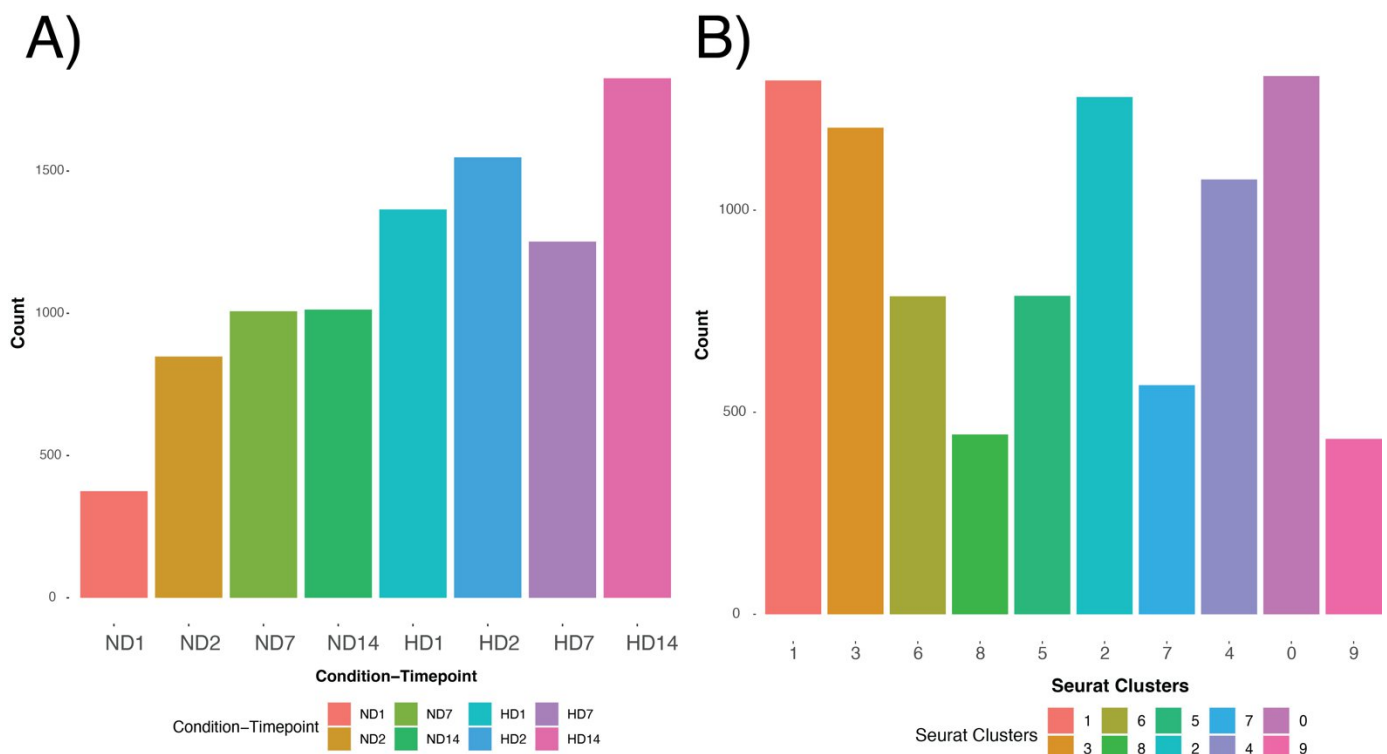 A)
1500
1000
500
0
Count
ND1 ND2 ND7 ND14 HD1 HD2 HD7 HD14
Condition−Timepoint
Condition−Timepoint
ND1 ND7 HD1 HD7
ND2 ND14 HD2 HD14
B)
1000
500
0
Count
1 3 6 8 5 2 7 4 0 9
Seurat Clusters
Seurat Clusters
1 6 5 7 0
3 8 2 4 9